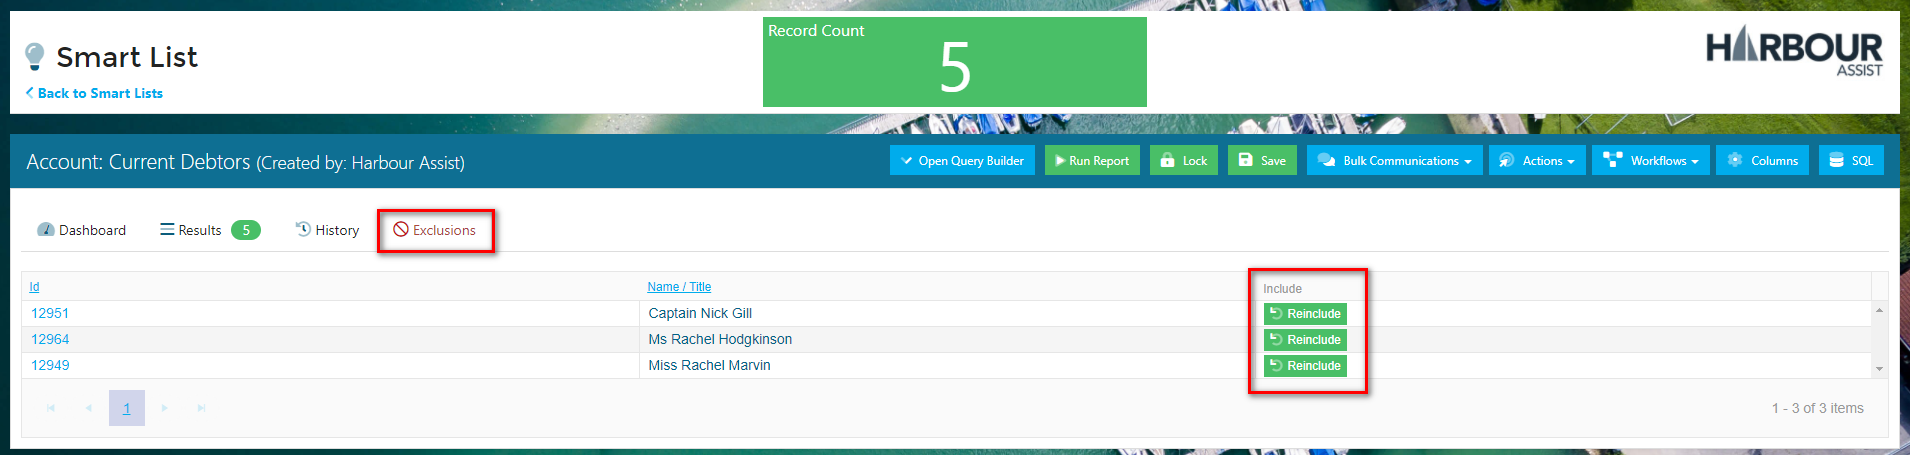 Smart List
Back to Smart Lists
Record Count
5
HARBOUR
ASSIST
Account: Current Debtors (Created by: Harbour Assist)
Open Query Builder
Run Report
Lock
Save
Bulk Communications
Actions
Workflows
Columns
SQL
Dashboard
Results 5
History
Exclusions
Id Name / Title Include
12951 Captain Nick Gill Reinclude
12964 Ms Rachel Hodgkinson Reinclude
12949 Miss Rachel Marvin Reinclude
1
1 - 3 of 3 items